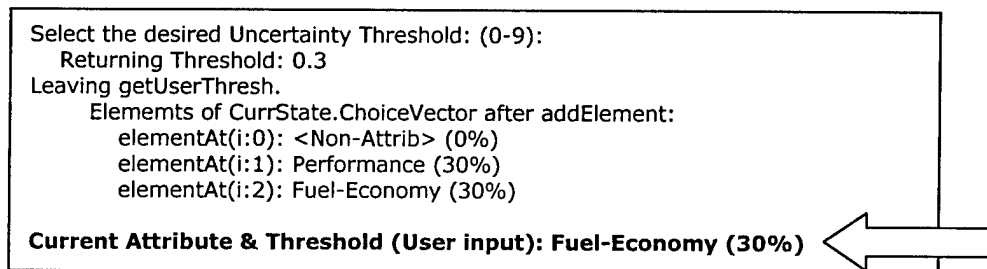 Select the desired Uncertainty Threshold: (0-9):
Returning Threshold: 0.3
Leaving getUserThresh.
Elememts of CurrState.ChoiceVector after addElement:
elementAt(i:0): <Non-Attrib> (0%)
elementAt(i:1): Performance (30%)
elementAt(i:2): Fuel-Economy (30%)
Current Attribute & Threshold (User input): Fuel-Economy (30%)